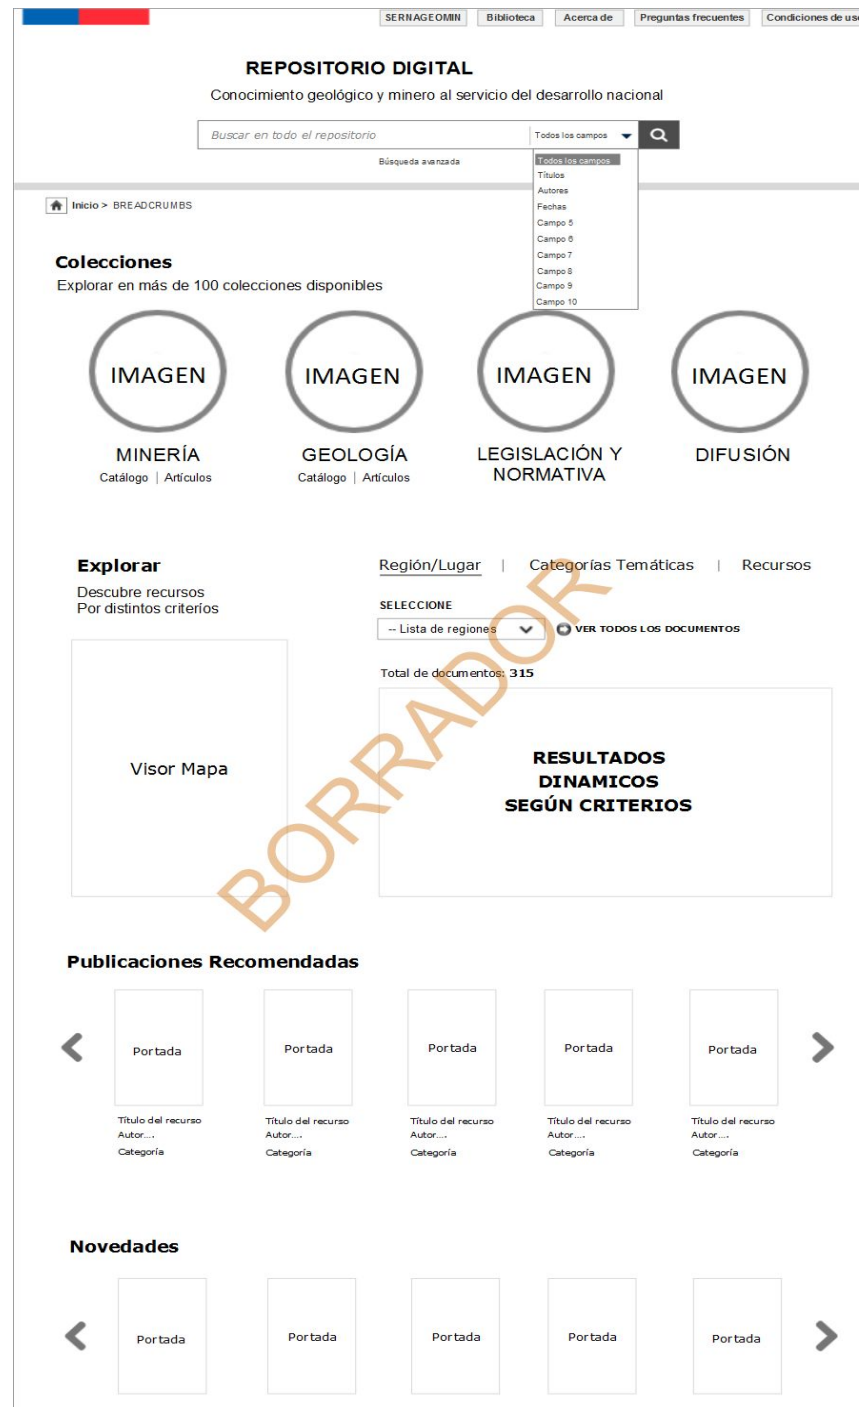 SERNAGEOMIN Biblioteca Acerca de Preguntas frecuentes Condiciones de uso
REPOSITORIO DIGITAL
Conocimiento geológico y minero al servicio del desarrollo nacional
Buscar en todo el repositorio Todos los campos
Búsqueda avanzada
Todos los campos
Títulos
Autores
Fechas
Campo 5
Campo 6
Campo 7
Campo 8
Campo 9
Campo 10
Inicio > BREADCRUMBS
Colecciones
Explorar en más de 100 colecciones disponibles
IMAGEN IMAGEN IMAGEN IMAGEN
MINERÍA
Catálogo | Artículos
GEOLOGÍA
Catálogo | Artículos
LEGISLACIÓN Y
NORMATIVA
DIFUSIÓN
Explorar
Descubre recursos
Por distintos criteríos
Región/Lugar | Categorías Temáticas | Recursos
SELECCIONE
-- Lista de regiones VER TODOS LOS DOCUMENTOS
Total de documentos: 315
Visor Mapa
RESULTADOS
DINAMICOS
SEGÚN CRITERIOS
BORRADOR
Publicaciones Recomendadas
Portada Portada Portada Portada Portada
Título del recurso Título del recurso Título del recurso Título del recurso Título del recurso
Autor.... Autor.... Autor.... Autor.... Autor....
Categoría Categoría Categoría Categoría Categoría
Novedades
Portada Portada Portada Portada Portada